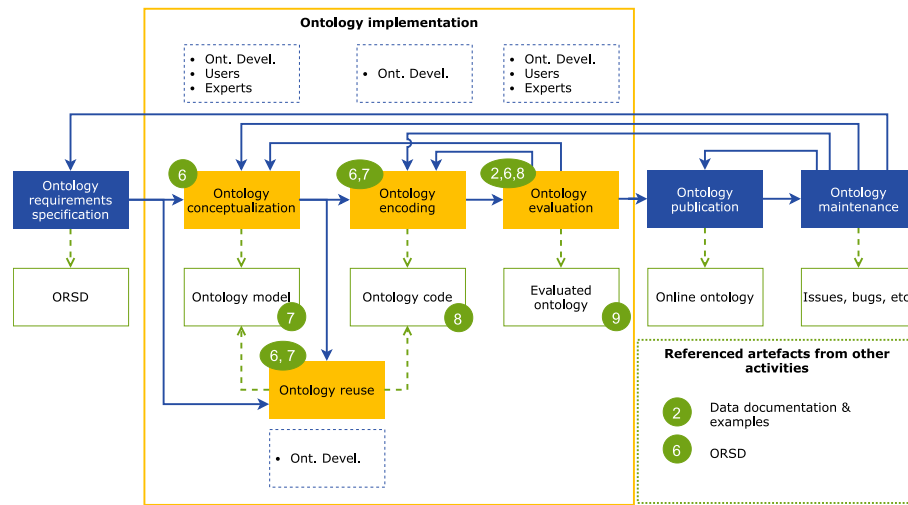 Ontology implementation
• Ont. Devel.
• Users
• Experts
• Ont. Devel.
• Ont. Devel.
• Users
• Experts
6
6,7
2,6,8
Ontology
requirements
specification
Ontology
conceptualization
Ontology
encoding
Ontology
evaluation
Ontology
publication
Ontology
maintenance
ORSD
Ontology model
7
Ontology code
8
Evaluated
ontology
9
Online ontology
Issues, bugs, etc
6, 7
Ontology reuse
• Ont. Devel.
Referenced artefacts from other
activities
2
Data documentation &
examples
6
ORSD